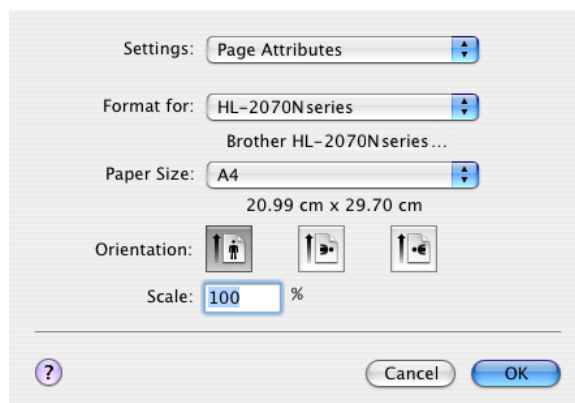 Settings: Page Attributes
Format for: HL-2070N series
Brother HL-2070N series...
Paper Size: A4
20.99 cm x 29.70 cm
Orientation:
Scale: 100 %
? Cancel OK